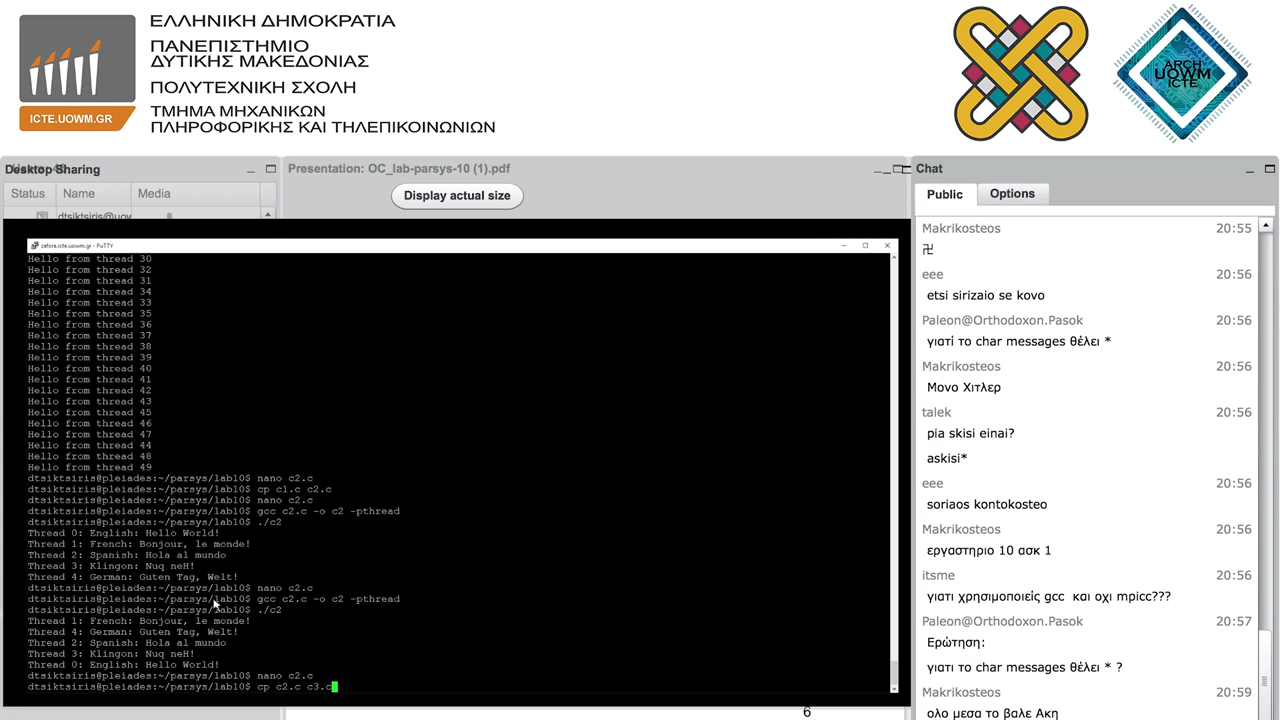 ΕΛΛΗΝΙΚΗ ΔΗΜΟΚΡΑΤΙΑ
ΠΑΝΕΠΙΣΤΗΜΙΟ
ΔΥΤΙΚΗΣ ΜΑΚΕΔΟΝΙΑΣ
ΠΟΛΥΤΕΧΝΙΚΗ ΣΧΟΛΗ
ΤΜΗΜΑ ΜΗΧΑΝΙΚΩΝ
ΠΛΗΡΟΦΟΡΙΚΗΣ ΚΑΙ ΤΗΛΕΠΙΚΟΙΝΩΝΙΩΝ
ICTE.UOWM.GR
ARCH
UOWM
ICTE
Desktop Sharing
Status Name Media
dtsiktsiris@uow
Presentation: OC_lab-parsys-10 (1).pdf
Display actual size
zafora.icte.uowm.gr - PuTTY
Hello from thread 30
Hello from thread 32
Hello from thread 31
Hello from thread 34
Hello from thread 33
Hello from thread 35
Hello from thread 36
Hello from thread 37
Hello from thread 38
Hello from thread 39
Hello from thread 40
Hello from thread 41
Hello from thread 42
Hello from thread 43
Hello from thread 45
Hello from thread 46
Hello from thread 47
Hello from thread 44
Hello from thread 48
Hello from thread 49
dtsiktsiris@pleiades:~/parsys/lab10$ nano c2.c
dtsiktsiris@pleiades:~/parsys/lab10$ cp c1.c c2.c
dtsiktsiris@pleiades:~/parsys/lab10$ nano c2.c
dtsiktsiris@pleiades:~/parsys/lab10$ gcc c2.c -o c2 -pthread
dtsiktsiris@pleiades:~/parsys/lab10$ ./c2
Thread 0: English: Hello World!
Thread 1: French: Bonjour, le monde!
Thread 2: Spanish: Hola al mundo
Thread 3: Klingon: Nuq neH!
Thread 4: German: Guten Tag, Welt!
dtsiktsiris@pleiades:~/parsys/lab10$ nano c2.c
dtsiktsiris@pleiades:~/parsys/lab10$ gcc c2.c -o c2 -pthread
dtsiktsiris@pleiades:~/parsys/lab10$ ./c2
Thread 1: French: Bonjour, le monde!
Thread 4: German: Guten Tag, Welt!
Thread 2: Spanish: Hola al mundo
Thread 3: Klingon: Nuq neH!
Thread 0: English: Hello World!
dtsiktsiris@pleiades:~/parsys/lab10$ nano c2.c
dtsiktsiris@pleiades:~/parsys/lab10$ cp c2.c c3.c
6
Chat
Public Options
Makrikosteos 20:55
卍
eee 20:56
etsi sirizaio se kovo
Paleon@Orthodoxon.Pasok 20:56
γιατί το char messages θέλει *
Makrikosteos 20:56
Μονο Χιτλερ
talek 20:56
pia skisi einai?
askisi*
eee 20:56
soriaos kontokosteo
Makrikosteos 20:56
εργαστηριο 10 ασκ 1
itsme 20:56
γιατι χρησιμοποιείς gcc και οχι mpicc???
Paleon@Orthodoxon.Pasok 20:57
Ερώτηση:
γιατι το char messages θέλει * ?
Makrikosteos 20:59
ολο μεσα το βαλε Ακη